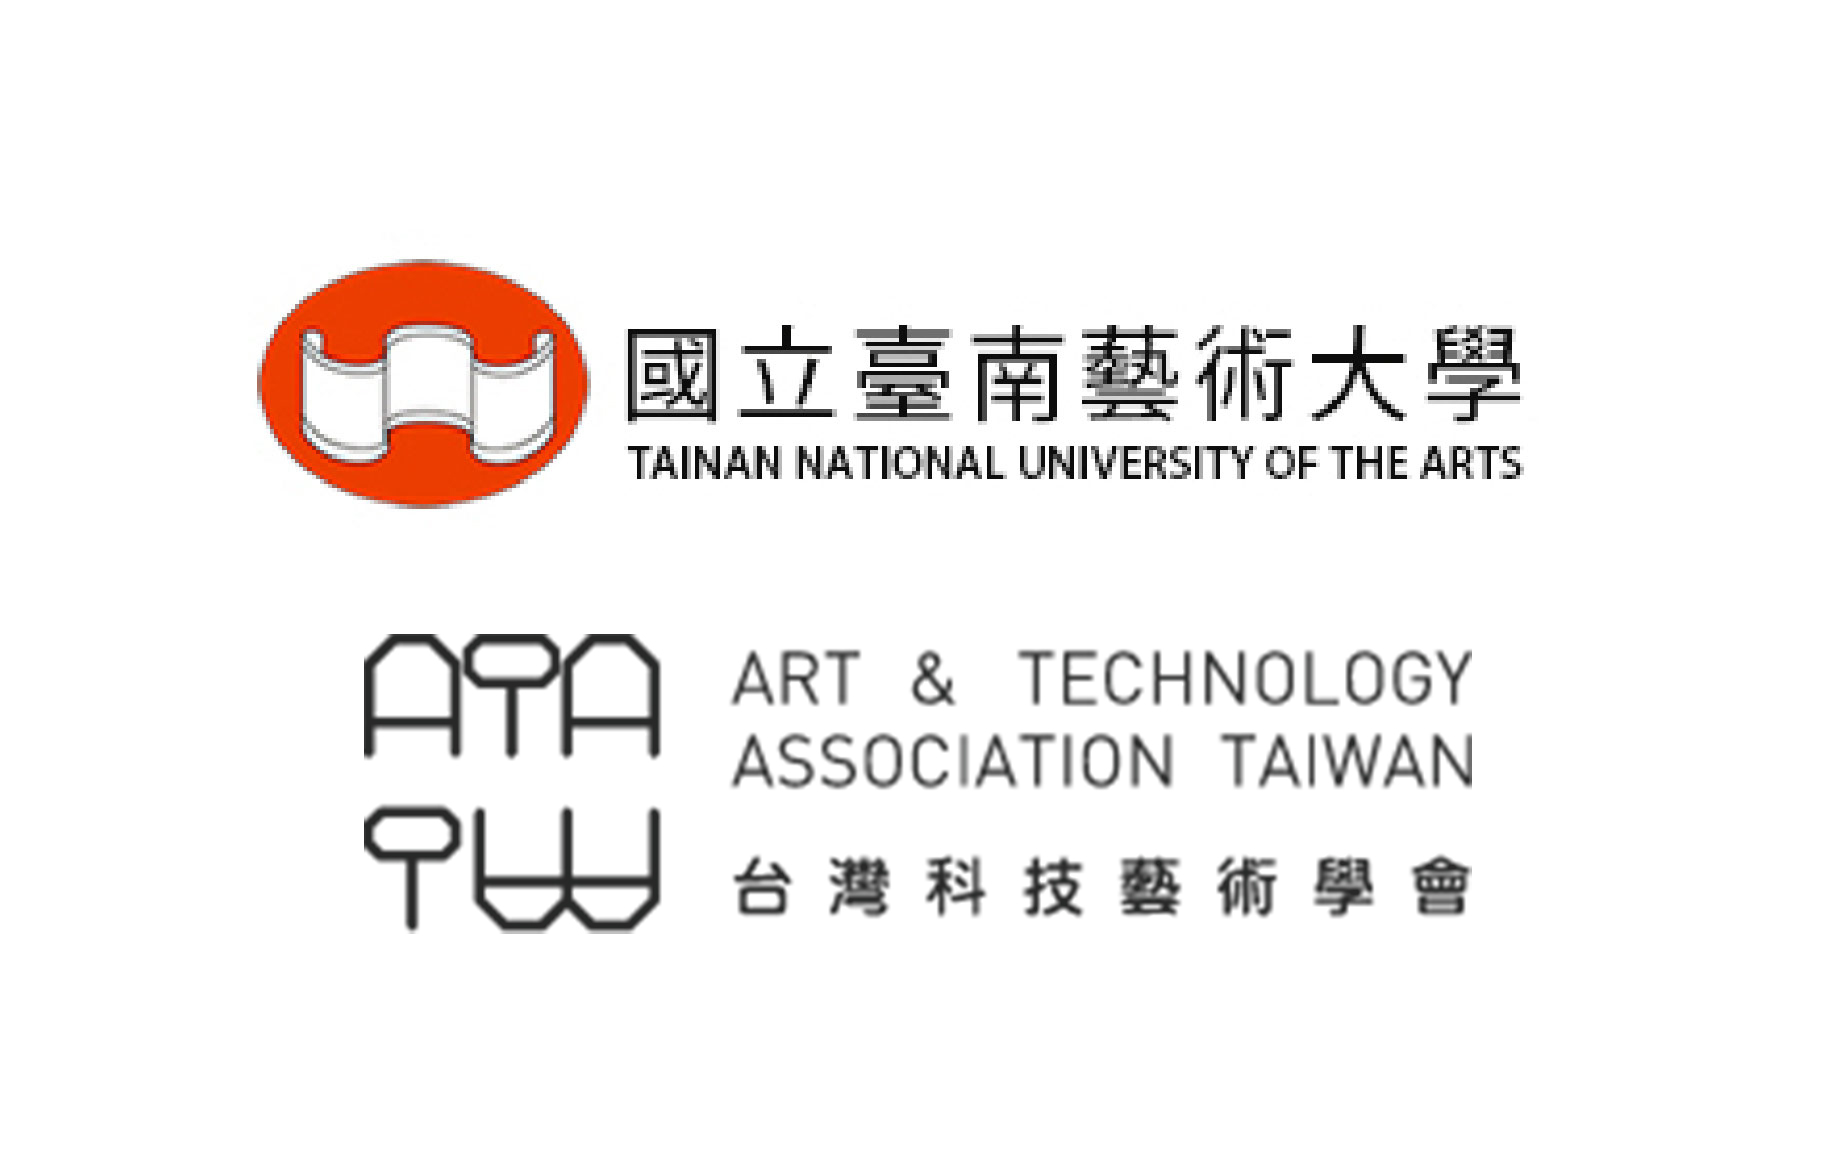 國立臺南藝術大學
TAINAN NATIONAL UNIVERSITY OF THE ARTS
ATA
TW
ART & TECHNOLOGY
ASSOCIATION TAIWAN
台灣科技藝術學會